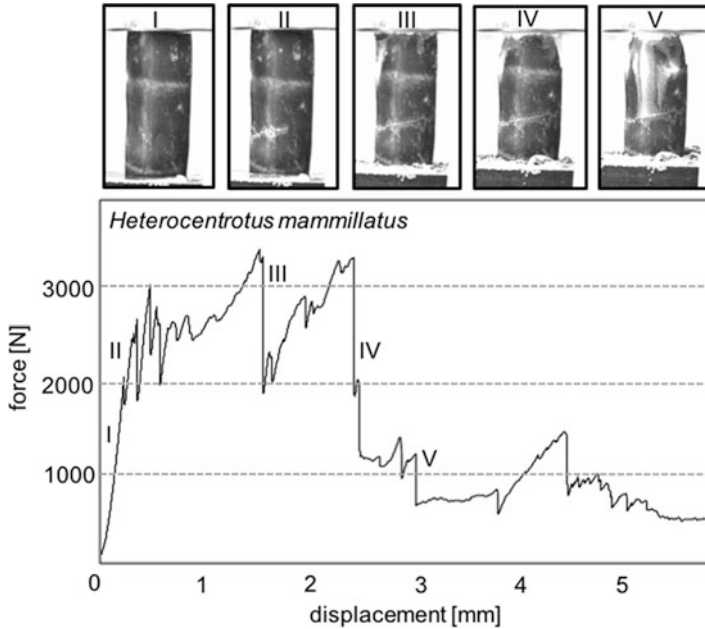 I II III IV V
Heterocentrotus mammillatus
3000
2000
1000
force [N]
I
II
III
IV
V
0 1 2 3 4 5
displacement [mm]